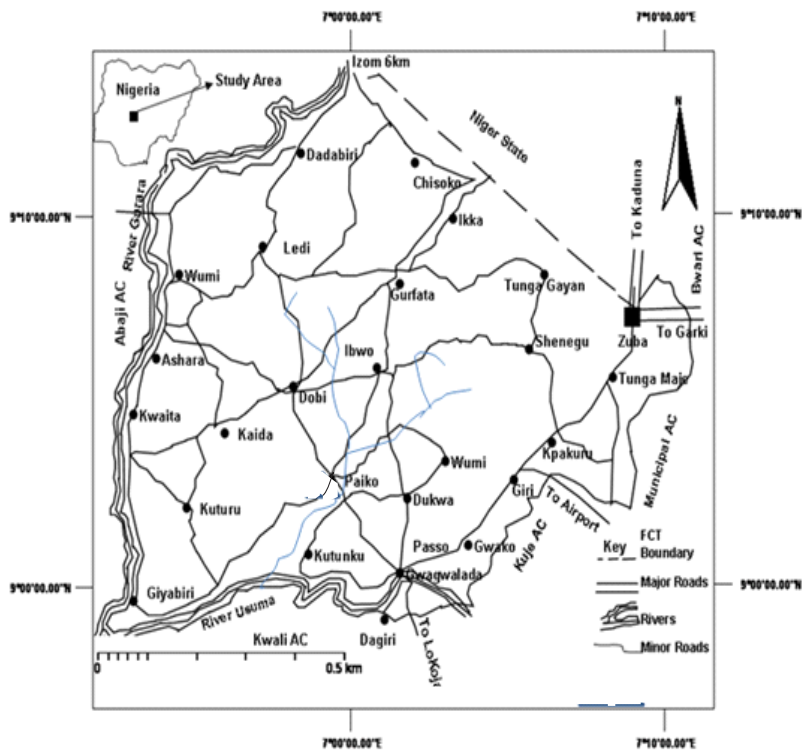 7°00'00.00"E
7°10'00.00"E
Izom 6km
Nigeria
Study Area
Niger State
N
Dadabiri
Chisoko
To Kaduna
9°10'00.00"N
9°10'00.00"N
River Gurara
Ikka
Bwari AC
Ledi
Wumi
Abaji AC
Gurfata
Tunga Gayan
Zuba
To Garki
Shenegu
Ibwo
Ashara
Tunga Maje
Dobi
Kwaita
Kaida
Kpakuru
Municipal AC
Wumi
Paiko
Giri
To Airport
Kuturu
Dukwa
Kuje AC
Key
FCT
Boundary
Passo
Gwako
Kutunku
Gwagwalada
Major Roads
9°00'00.00"N
9°00'00.00"N
Giyabiri
River Usuma
Rivers
Kwali AC
Dagiri
To LoKoji
Minor Roads
0
0.5 km
7°00'00.00"E
7°10'00.00"E